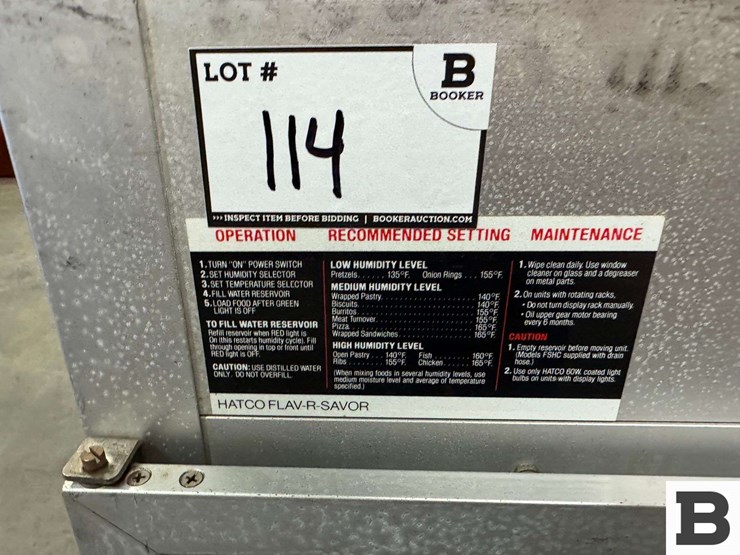 LOT #
B
BOOKER
114
>>> INSPECT ITEM BEFORE BIDDING | BOOKERAUCTION.COM
OPERATION
1. TURN "ON" POWER SWITCH
2. SET HUMIDITY SELECTOR
3. SET TEMPERATURE SELECTOR
4. FILL WATER RESERVOIR
5. LOAD FOOD AFTER GREEN
LIGHT IS OFF
TO FILL WATER RESERVOIR
Refill reservoir when RED light is
On (this restarts humidity cycle). Fill
through opening in top or front until
RED light is OFF.
CAUTION: USE DISTILLED WATER
ONLY. DO NOT OVERFILL.
RECOMMENDED SETTING
LOW HUMIDITY LEVEL
Pretzels..... 135°F. Onion Rings... 155°F.
MEDIUM HUMIDITY LEVEL
Wrapped Pastry 140°F.
Biscuits 140°F.
Burritos 155°F.
Meat Turnover 155°F.
Pizza 165°F.
Wrapped Sandwiches 165°F.
HIGH HUMIDITY LEVEL
Open Pastry ... 140°F. Fish 160°F.
Ribs 155°F. Chicken 165°F.
(When mixing foods in several humidity levels, use
medium moisture level and average of temperature
specified.)
MAINTENANCE
1. Wipe clean daily. Use window
cleaner on glass and a degreaser
on metal parts.
2. On units with rotating racks,
• Do not turn display rack manually.
• Oil upper gear motor bearing
every 6 months.
CAUTION
1. Empty reservoir before moving unit.
(Models FSHC supplied with drain
hose.)
2. Use only HATCO 60W. coated light
bulbs on units with display lights.
HATCO FLAV-R-SAVOR
B